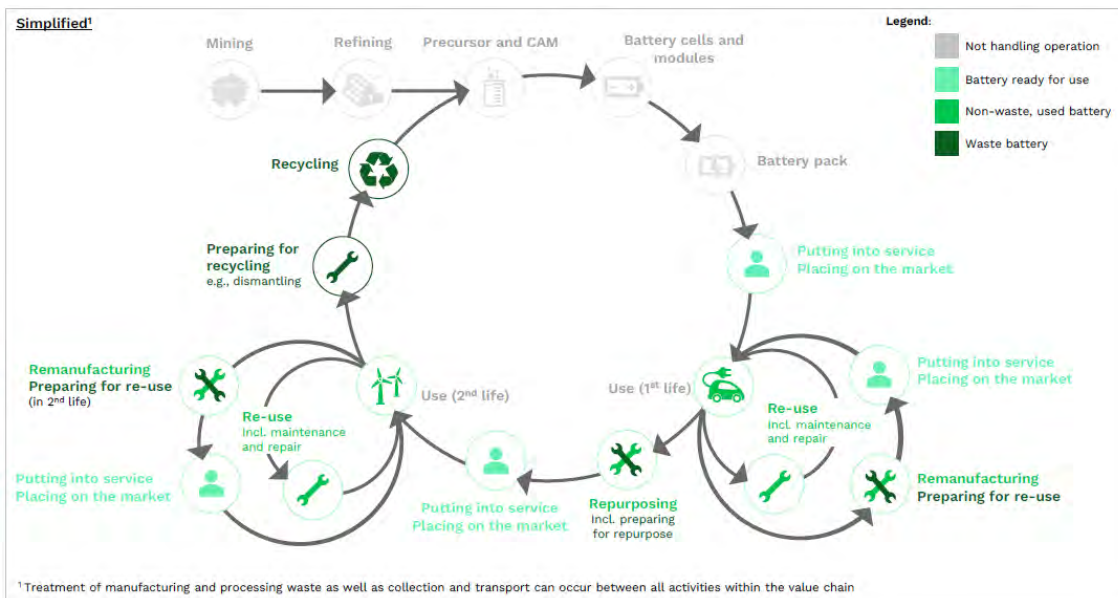 Simplified¹
Legend:
Not handling operation
Battery ready for use
Non-waste, used battery
Waste battery
Mining
Refining
Precursor and CAM
Battery cells and
modules
Battery pack
Recycling
Preparing for
recycling
e.g., dismantling
Putting into service
Placing on the market
Remanufacturing
Preparing for re-use
(in 2nd life)
Re-use
Incl. maintenance
and repair
Putting into service
Placing on the market
Use (2nd life)
Putting into service
Placing on the market
Repurposing
Incl. preparing
for repurpose
Use (1st life)
Re-use
Incl. maintenance
and repair
Putting into service
Placing on the market
Remanufacturing
Preparing for re-use
¹ Treatment of manufacturing and processing waste as well as collection and transport can occur between all activities within the value chain